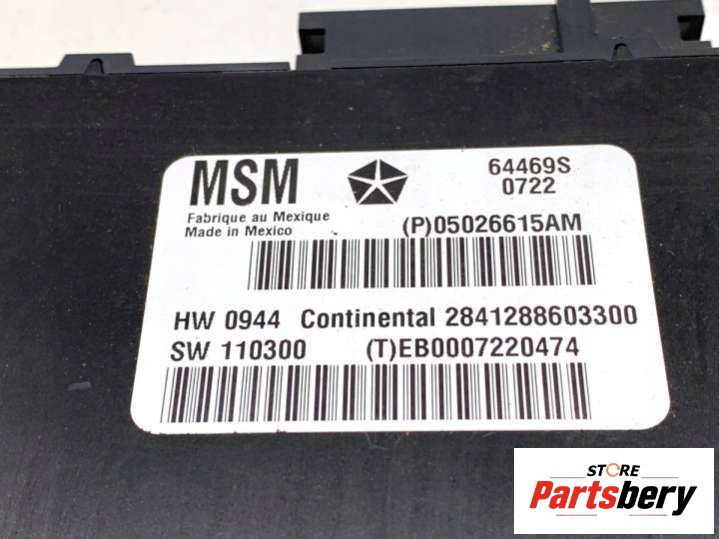 MSM
64469S
0722
Fabrique au Mexique
Made in Mexico
(P)05026615AM
HW 0944 Continental 2841288603300
SW 110300 (T)EB0007220474
STORE
Partsbery